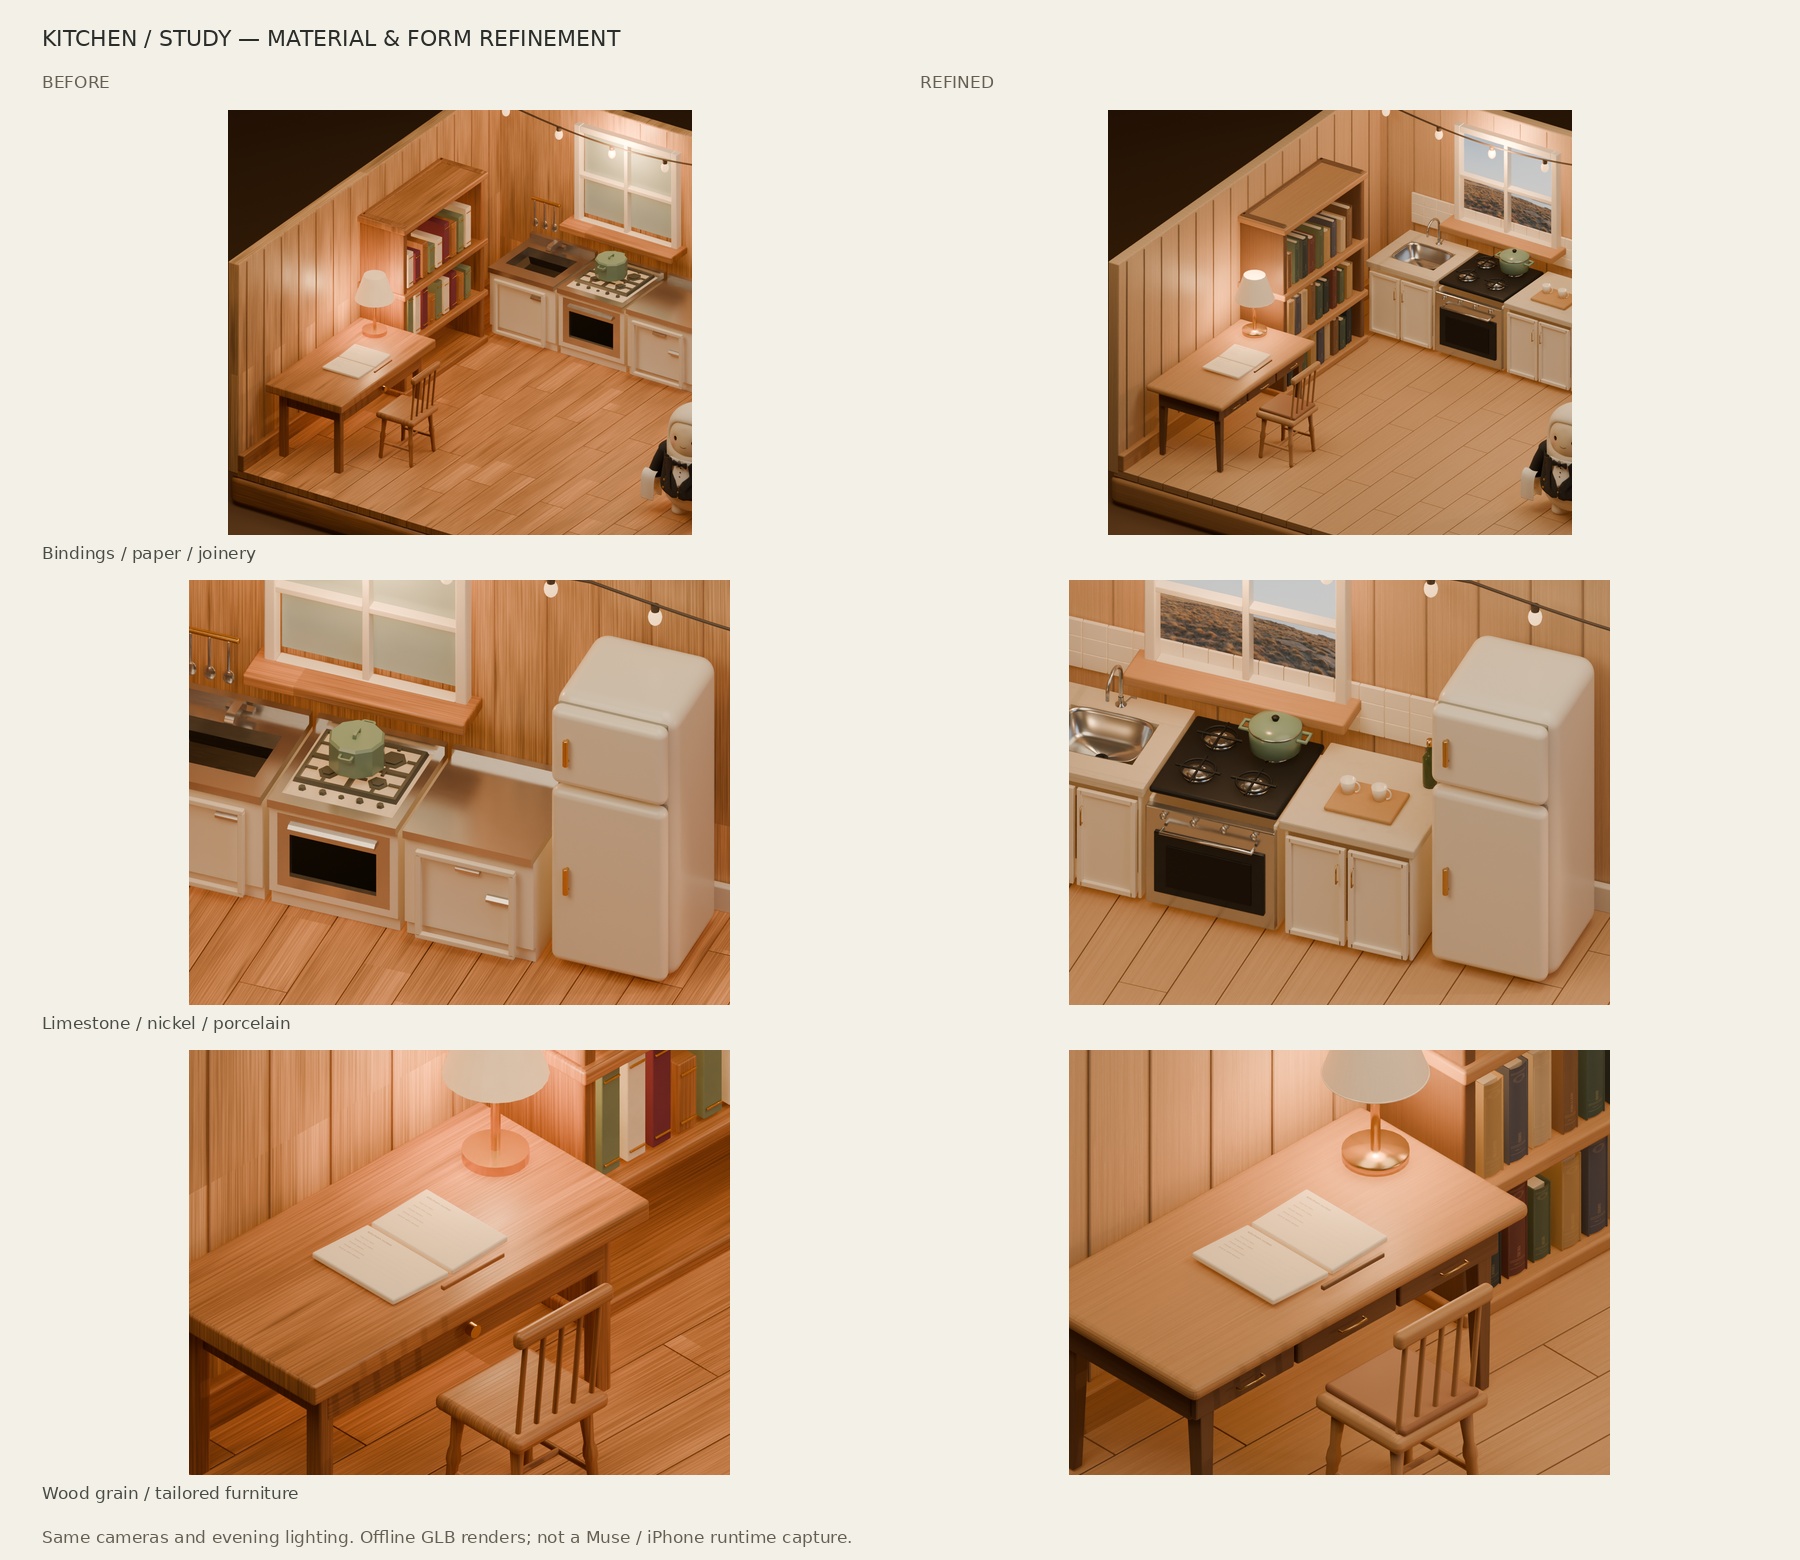 KITCHEN / STUDY — MATERIAL & FORM REFINEMENT
BEFORE
REFINED
Bindings / paper / joinery
Limestone / nickel / porcelain
Wood grain / tailored furniture
Same cameras and evening lighting. Offline GLB renders; not a Muse / iPhone runtime capture.